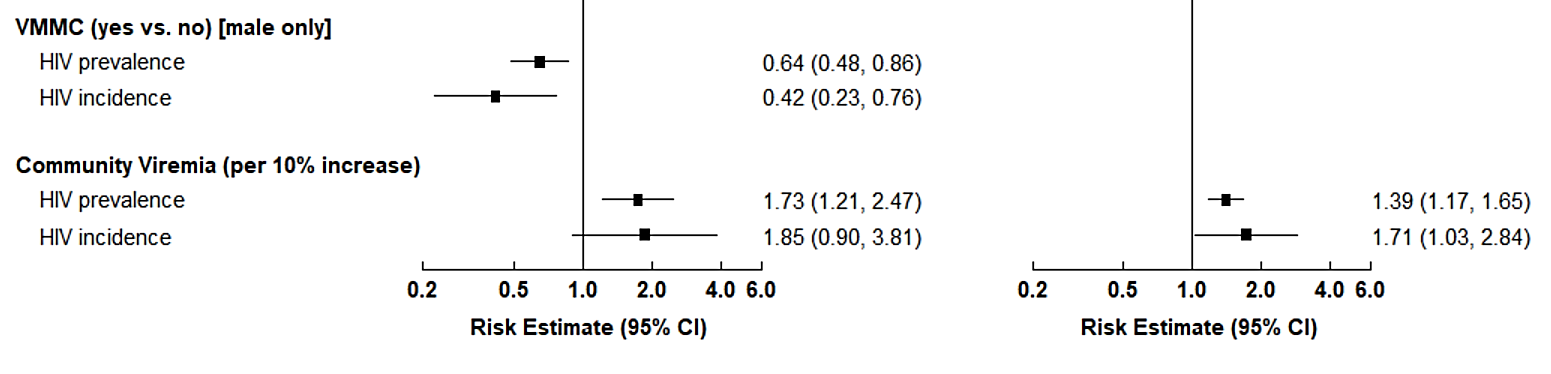 VMMC (yes vs. no) [male only]
HIV prevalence 0.64 (0.48, 0.86)
HIV incidence 0.42 (0.23, 0.76)
Community Viremia (per 10% increase)
HIV prevalence 1.73 (1.21, 2.47) 1.39 (1.17, 1.65)
HIV incidence 1.85 (0.90, 3.81) 1.71 (1.03, 2.84)
0.2 0.5 1.0 2.0 4.0 6.0 0.2 0.5 1.0 2.0 4.0 6.0
Risk Estimate (95% CI) Risk Estimate (95% CI)